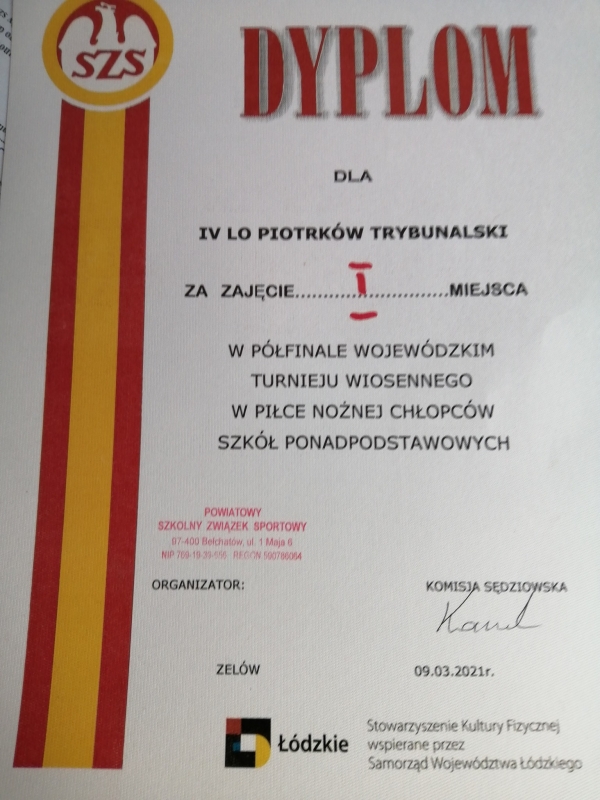 SZS
DYPLOM
DLA
IV LO PIOTRKÓW TRYBUNALSKI
ZA ZAJĘCIE.......I.......MIEJSCA
W PÓŁFINALE WOJEWÓDZKIM
TURNIEJU WIOSENNEGO
W PIŁCE NOŻNEJ CHŁOPCÓW
SZKÓŁ PONADPODSTAWOWYCH
POWIATOWY
SZKOLNY ZWIĄZEK SPORTOWY
97-400 Bełchatów, ul. 1 Maja 6
NIP REGON
ORGANIZATOR:
KOMISJA SĘDZIOWSKA
ZELÓW
09.03.2021r.
Łódzkie
Stowarzyszenie Kultury Fizycznej
wspierane przez
Samorząd Województwa Łódzkiego